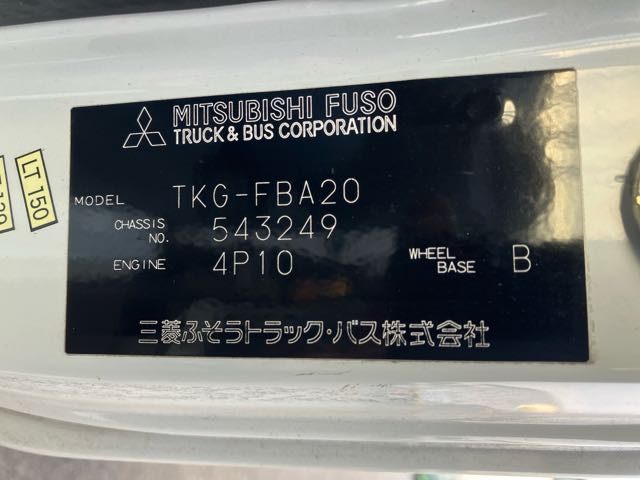 MITSUBISHI FUSO
TRUCK & BUS CORPORATION
MODEL TKG-FBA20
CHASSIS NO. 543249
ENGINE 4P10 WHEEL BASE B
三菱ふそうトラック・バス株式会社
LT 150